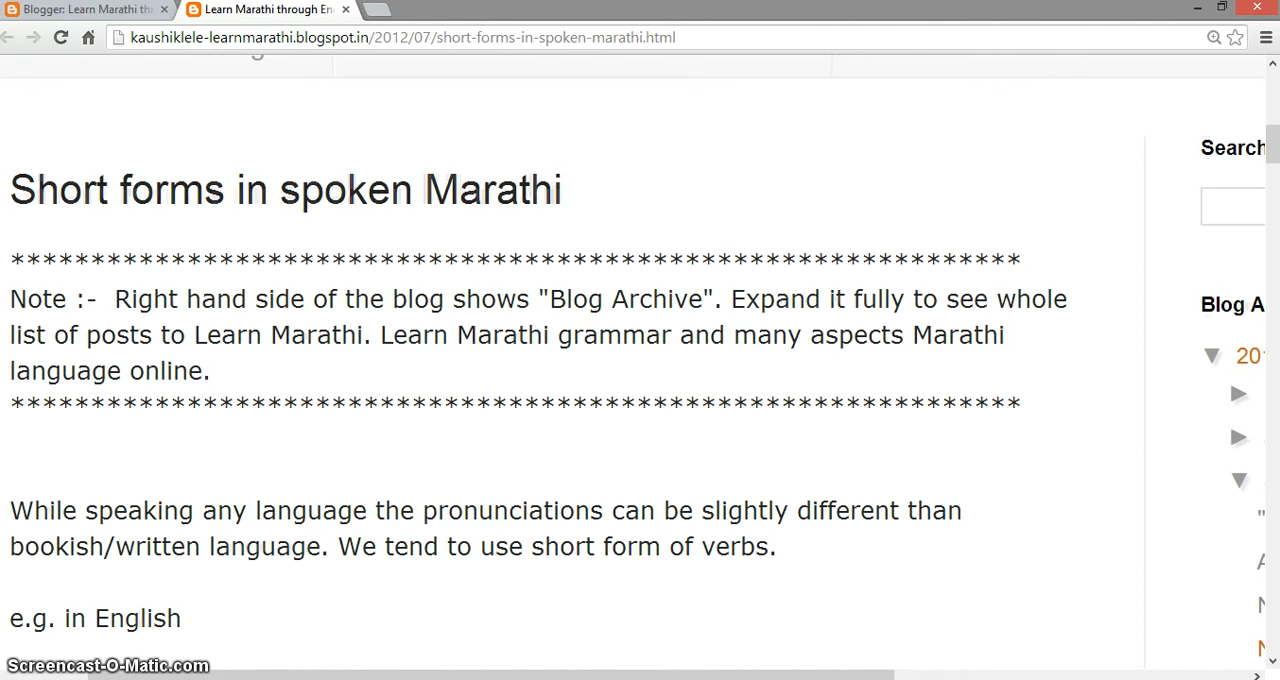 Blogger: Learn Marathi th
Learn Marathi through En
kaushiklele-learnmarathi.blogspot.in/2012/07/short-forms-in-spoken-marathi.html
Search
Short forms in spoken Marathi
***************************************************************
Note :-  Right hand side of the blog shows "Blog Archive". Expand it fully to see whole
list of posts to Learn Marathi. Learn Marathi grammar and many aspects Marathi
language online.
***************************************************************
Blog A
201
While speaking any language the pronunciations can be slightly different than
bookish/written language. We tend to use short form of verbs.
e.g. in English
Screencast-O-Matic.com